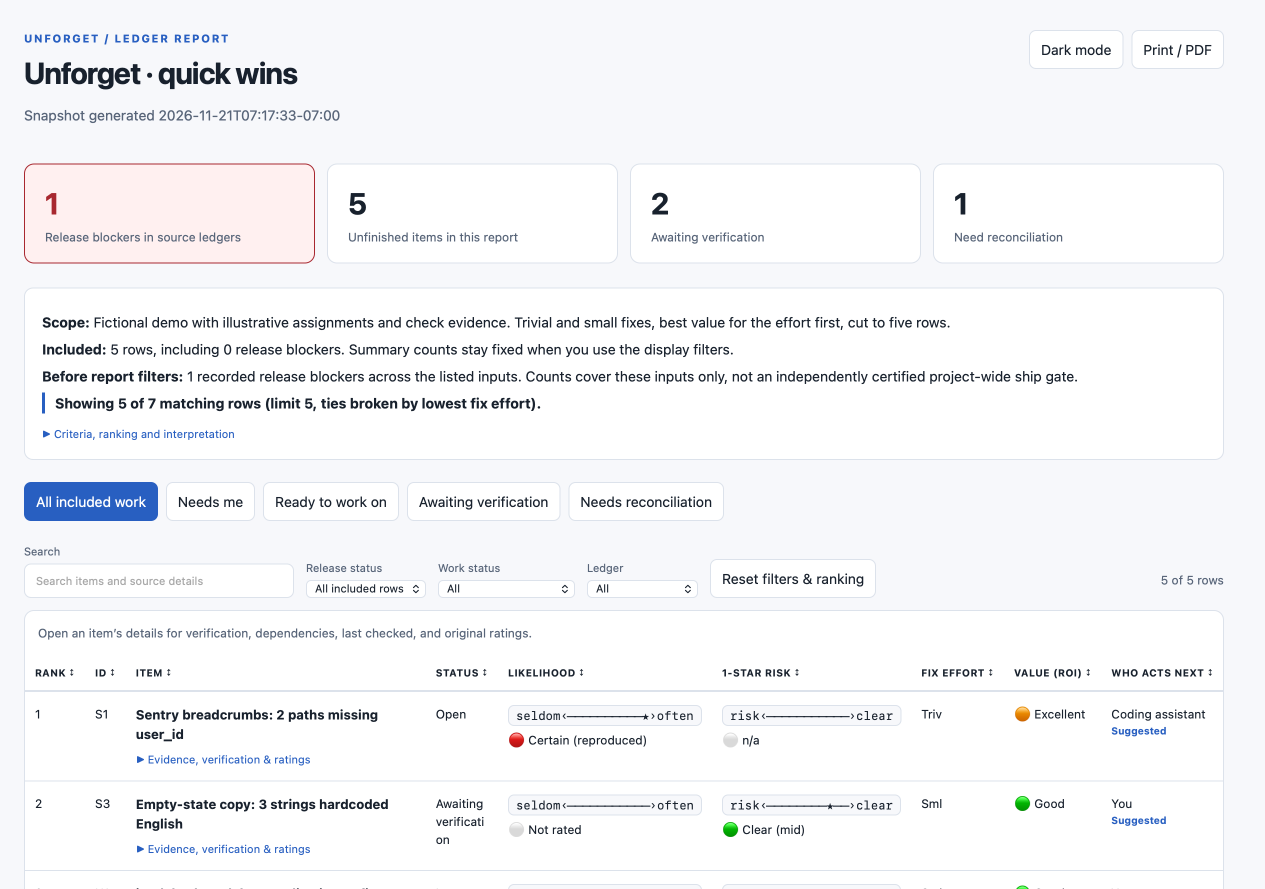 UNFORGET / LEDGER REPORT
Unforget · quick wins
Snapshot generated 2026-11-21T07:17:33-07:00
Dark mode
Print / PDF
1
Release blockers in source ledgers
5
Unfinished items in this report
2
Awaiting verification
1
Need reconciliation
Scope: Fictional demo with illustrative assignments and check evidence. Trivial and small fixes, best value for the effort first, cut to five rows.
Included: 5 rows, including 0 release blockers. Summary counts stay fixed when you use the display filters.
Before report filters: 1 recorded release blockers across the listed inputs. Counts cover these inputs only, not an independently certified project-wide ship gate.
Showing 5 of 7 matching rows (limit 5, ties broken by lowest fix effort).
▶ Criteria, ranking and interpretation
All included work
Needs me
Ready to work on
Awaiting verification
Needs reconciliation
Search
Search items and source details
Release status
All included rows
Work status
All
Ledger
All
Reset filters & ranking
5 of 5 rows
Open an item's details for verification, dependencies, last checked, and original ratings.
RANK ↕ ID ↕ ITEM ↕ STATUS ↕ LIKELIHOOD ↕ 1-STAR RISK ↕ FIX EFFORT ↕ VALUE (ROI) ↕ WHO ACTS NEXT ↕
1
S1
Sentry breadcrumbs: 2 paths missing
user_id
▶ Evidence, verification & ratings
Open
seldom‹───────────★›often
Certain (reproduced)
risk‹────────────›clear
n/a
Triv
Excellent
Coding assistant
Suggested
2
S3
Empty-state copy: 3 strings hardcoded
English
▶ Evidence, verification & ratings
Awaiting
verificati
on
seldom‹────────────›often
Not rated
risk‹─────────★──›clear
Clear (mid)
Sml
Good
You
Suggested